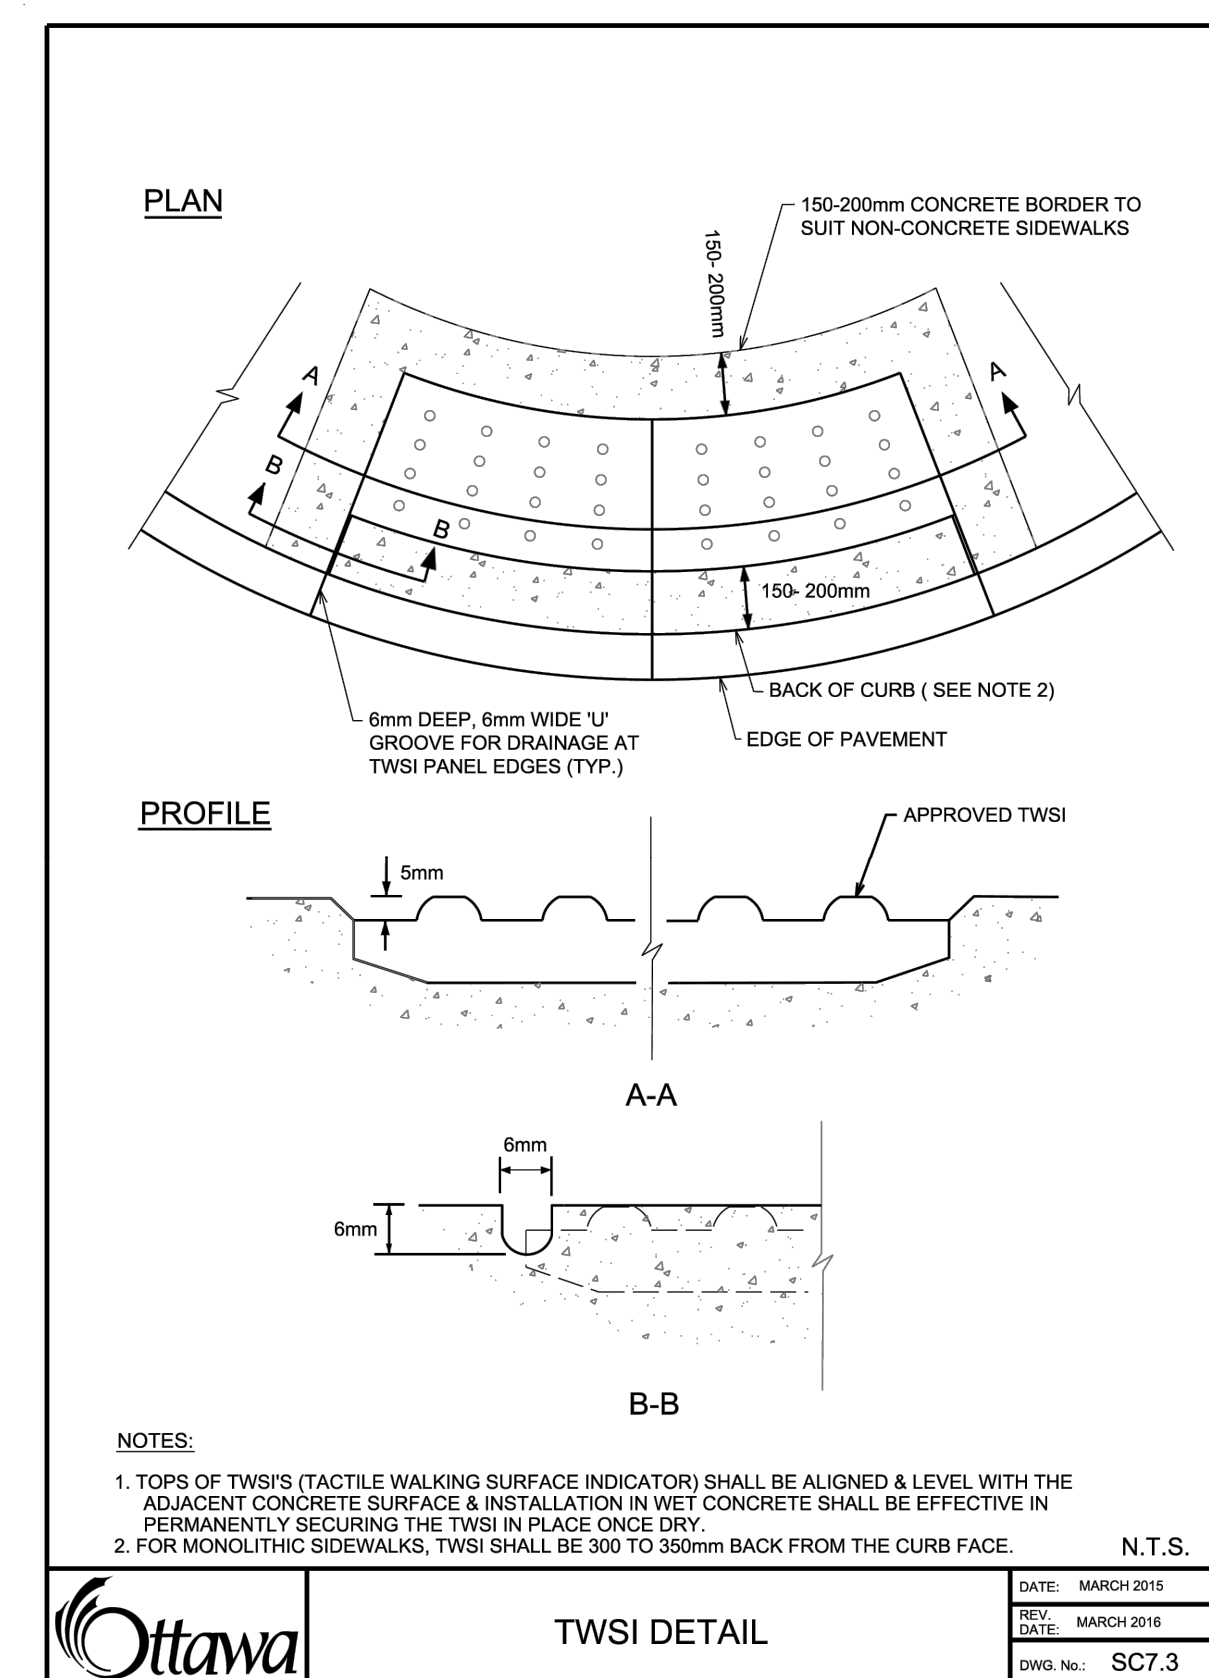 PLAN
150-200mm CONCRETE BORDER TO
SUIT NON-CONCRETE SIDEWALKS
150- 200mm
A
A
B
B
150- 200mm
BACK OF CURB ( SEE NOTE 2)
EDGE OF PAVEMENT
6mm DEEP, 6mm WIDE 'U'
GROOVE FOR DRAINAGE AT
TWSI PANEL EDGES (TYP.)
PROFILE
APPROVED TWSI
5mm
A-A
6mm
6mm
B-B
NOTES:
1. TOPS OF TWSI'S (TACTILE WALKING SURFACE INDICATOR) SHALL BE ALIGNED & LEVEL WITH THE
ADJACENT CONCRETE SURFACE & INSTALLATION IN WET CONCRETE SHALL BE EFFECTIVE IN
PERMANENTLY SECURING THE TWSI IN PLACE ONCE DRY.
2. FOR MONOLITHIC SIDEWALKS, TWSI SHALL BE 300 TO 350mm BACK FROM THE CURB FACE.
N.T.S.
Ottawa
TWSI DETAIL
DATE: MARCH 2015
REV.
DATE: MARCH 2016
DWG. No.: SC7.3